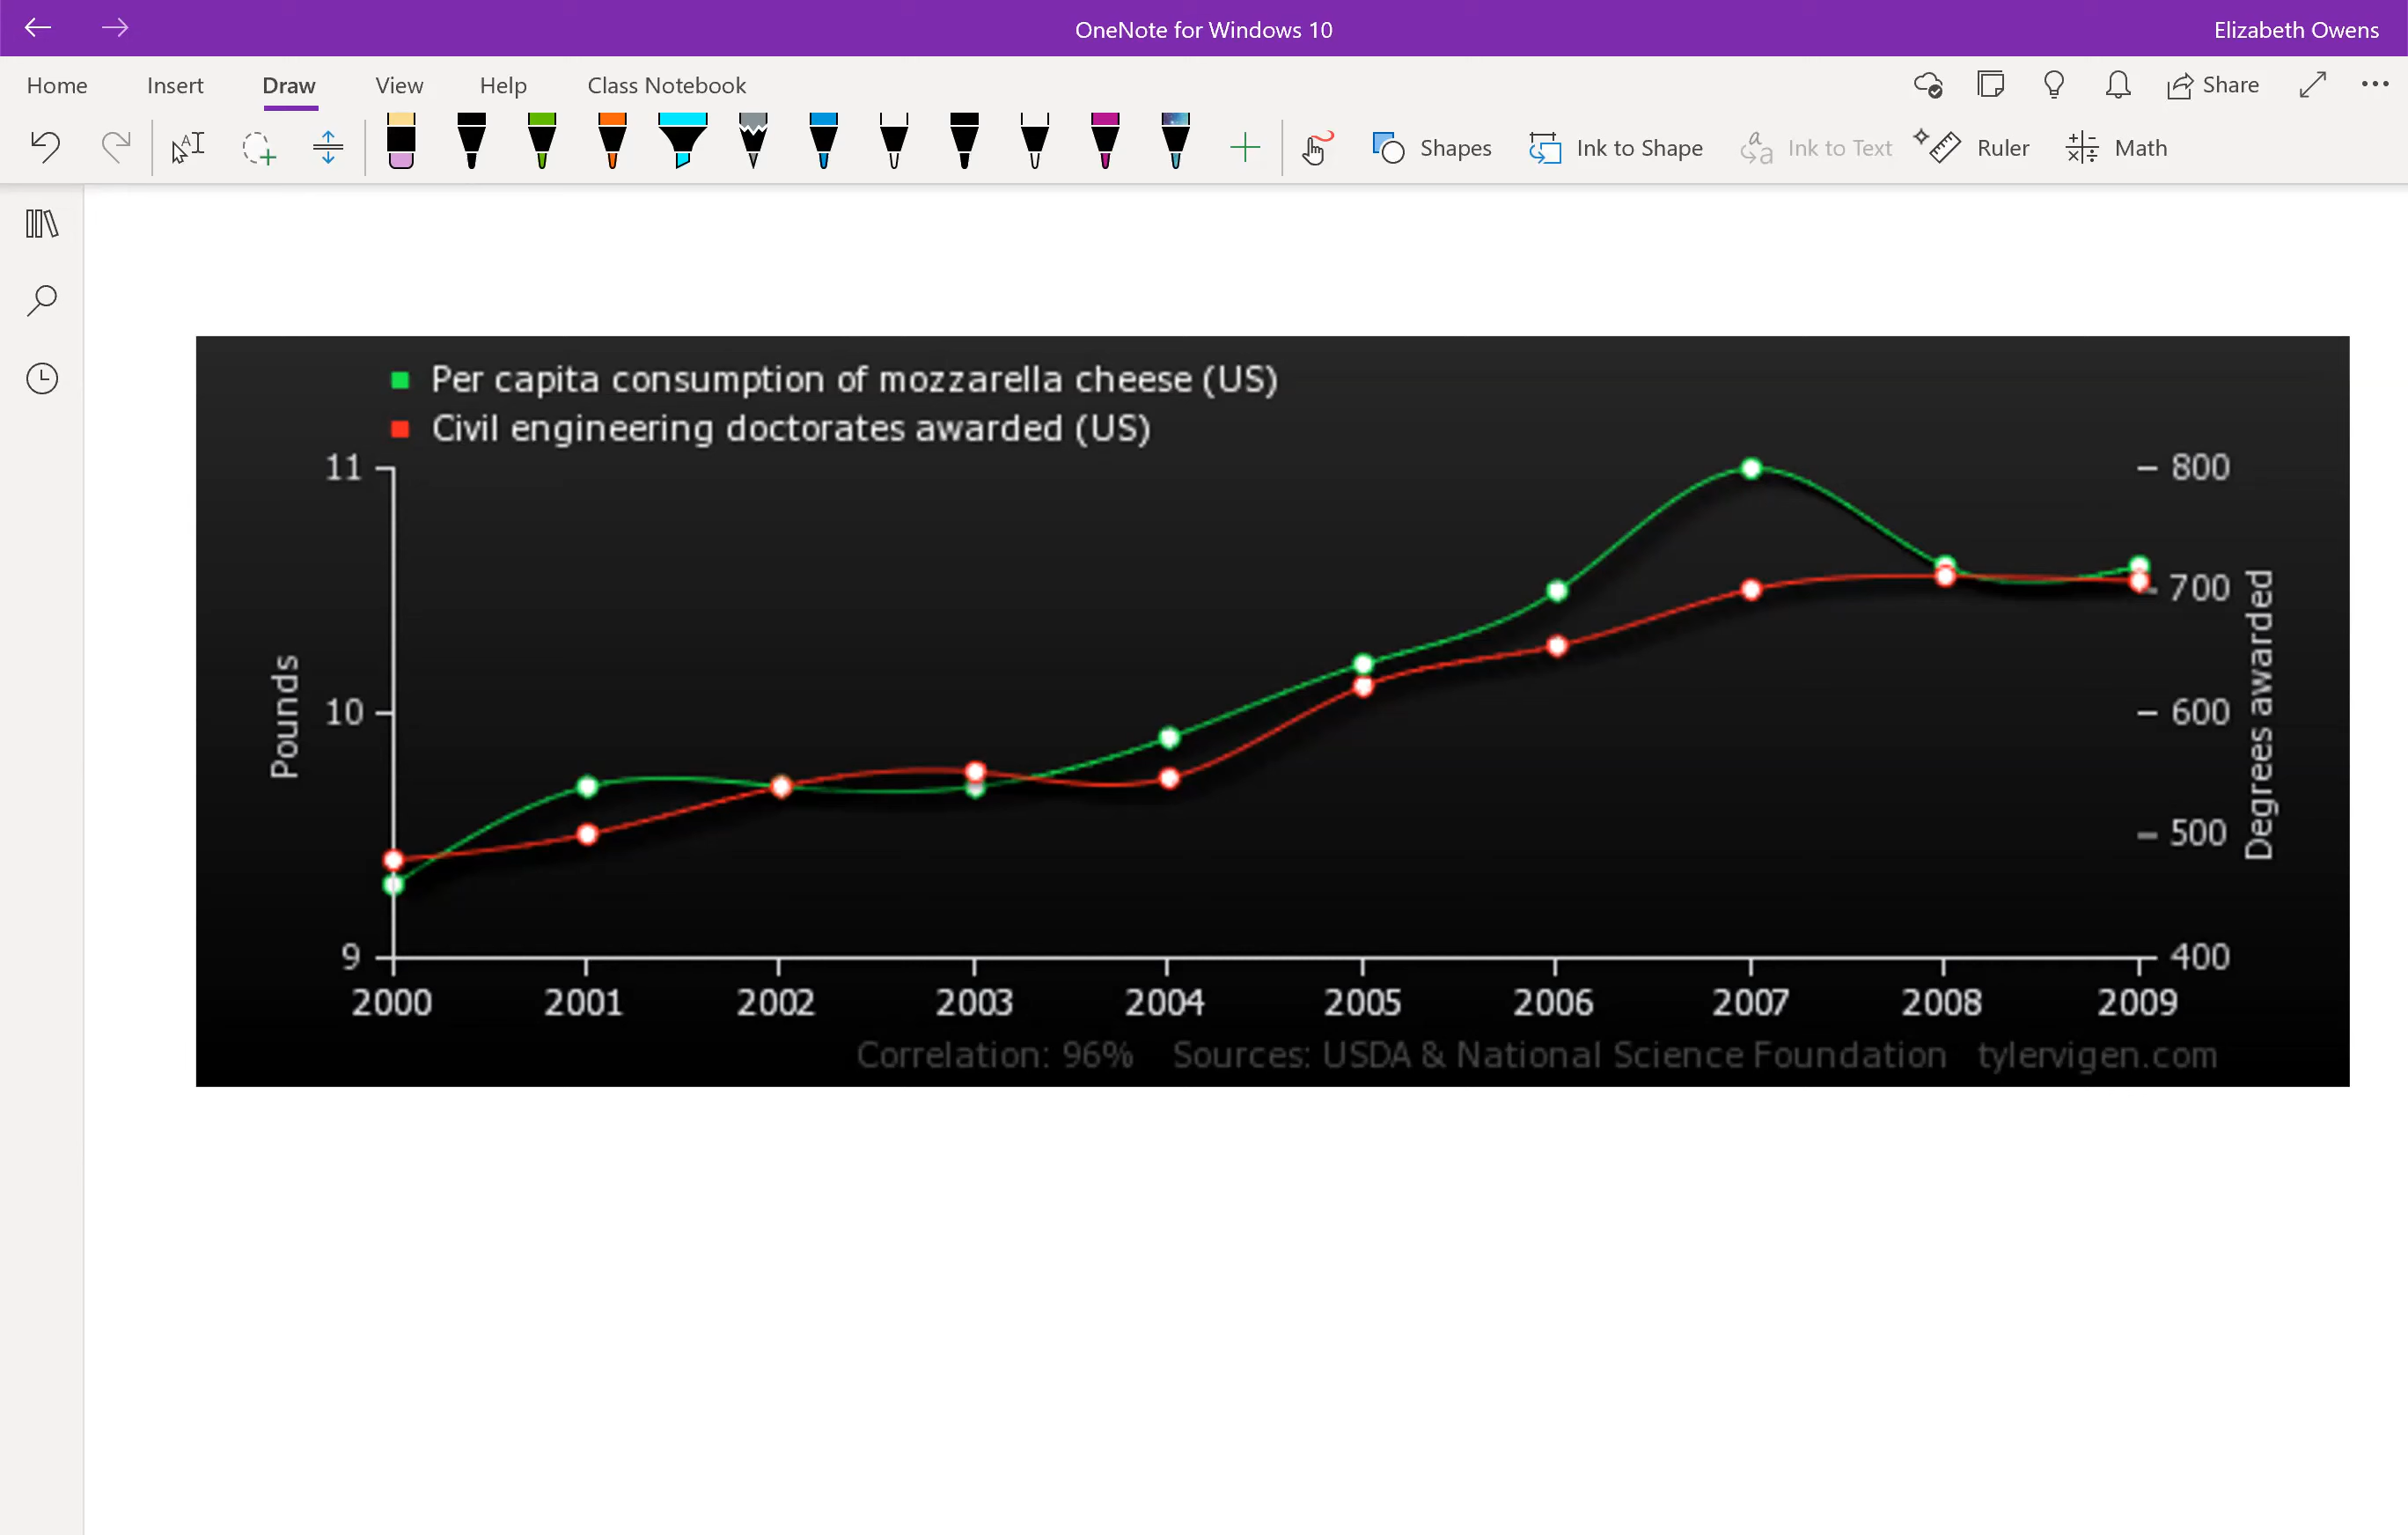 OneNote for Windows 10
Elizabeth Owens
Home Insert Draw View Help Class Notebook
Share
Shapes Ink to Shape Ink to Text Ruler Math
Per capita consumption of mozzarella cheese (US)
Civil engineering doctorates awarded (US)
11
10
9
Pounds
800
700
600
500
400
Degrees awarded
2000 2001 2002 2003 2004 2005 2006 2007 2008 2009
Correlation: 96% Sources: USDA & National Science Foundation tylervigen.com